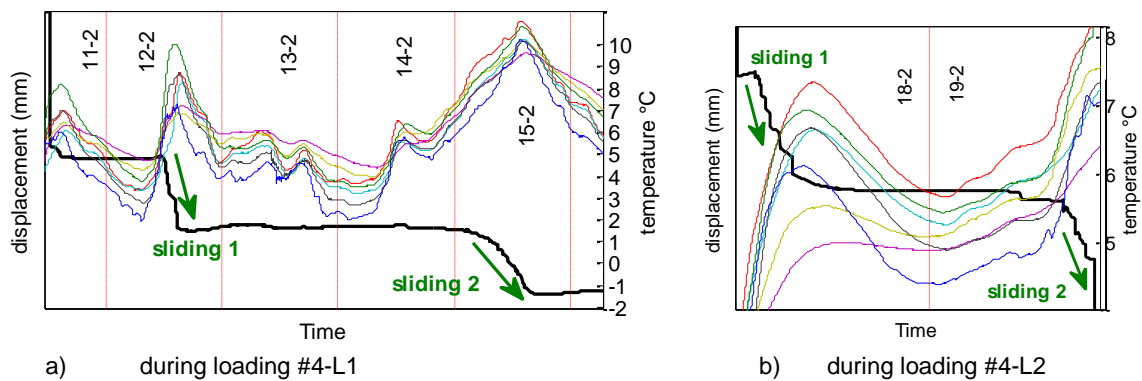 displacement (mm)
11-2
12-2
13-2
14-2
15-2
sliding 1
sliding 2
10
9
8
7
6
5
4
3
2
1
0
-1
-2
temperature °C
Time
a) during loading #4-L1
displacement (mm)
sliding 1
18-2
19-2
sliding 2
8
7
6
5
temperature °C
Time
b) during loading #4-L2